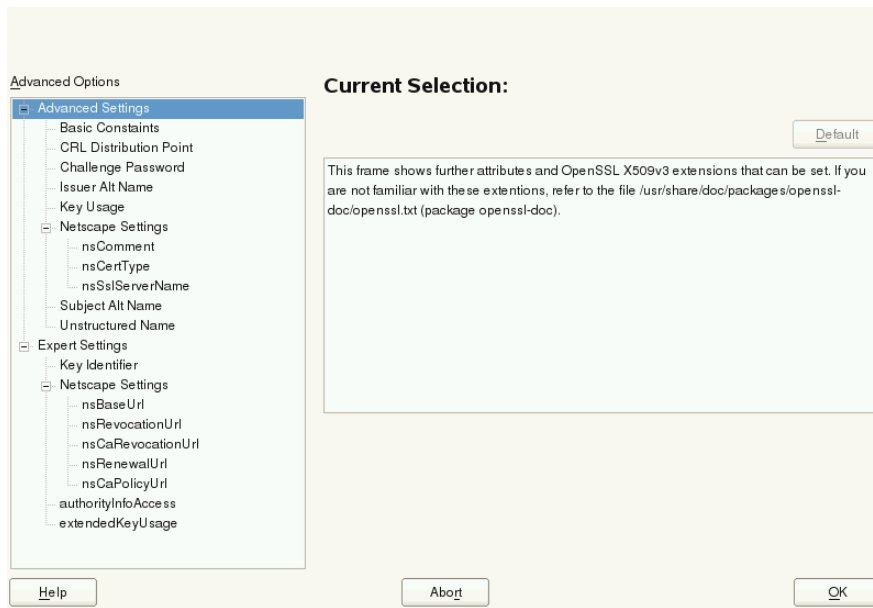 Advanced Options
Advanced Settings
Basic Constaints
CRL Distribution Point
Challenge Password
Issuer Alt Name
Key Usage
Netscape Settings
nsComment
nsCertType
nsSslServerName
Subject Alt Name
Unstructured Name
Expert Settings
Key Identifier
Netscape Settings
nsBaseUrl
nsRevocationUrl
nsCaRevocationUrl
nsRenewalUrl
nsCaPolicyUrl
authorityInfoAccess
extendedKeyUsage
Current Selection:
Default
This frame shows further attributes and OpenSSL X509v3 extensions that can be set. If you
are not familiar with these extentions, refer to the file /usr/share/doc/packages/openssl-
doc/openssl.txt (package openssl-doc).
Help
Abort
OK